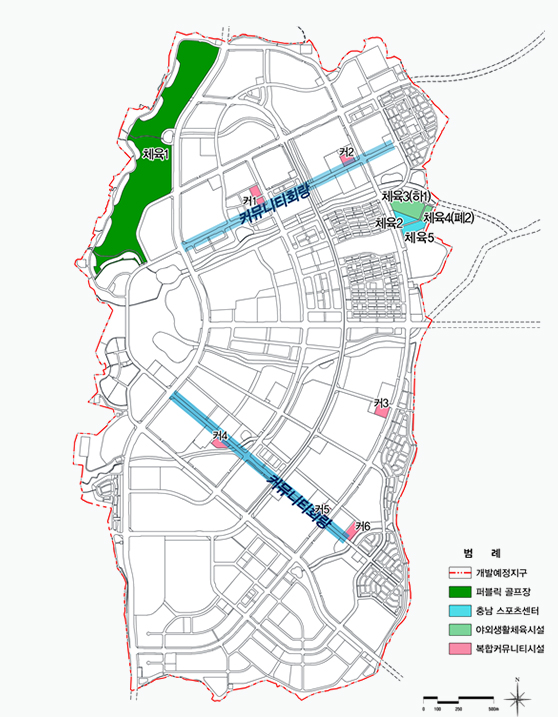 체육1
커2
커1
커뮤니티회랑
체육3(하1)
체육2
체육4(폐2)
체육5
커3
커4
커뮤니티회랑
커5
커6
범 례
개발예정지구
퍼블릭 골프장
충남 스포츠센터
야외생활체육시설
복합커뮤니티시설
0 100 250 500m